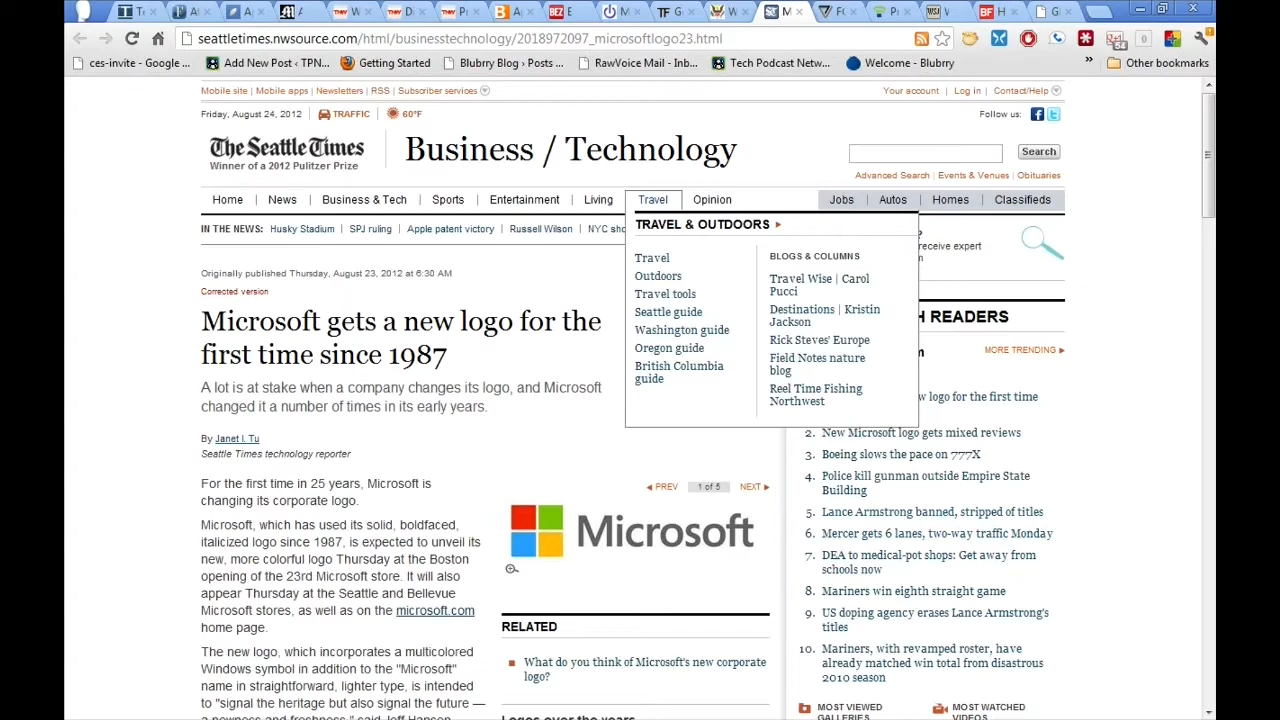 seattletimes.nwsource.com/html/businesstechnology/2018972097_microsoftlogo23.html
ces-invite - Google ... Add New Post ‹ TPN... Getting Started Blubrry Blog › Posts ... RawVoice Mail - Inb... Tech Podcast Netw... Welcome - Blubrry » Other bookmarks
Mobile site | Mobile apps | Newsletters | RSS | Subscriber services
Your account | Log in | Contact/Help
Friday, August 24, 2012 TRAFFIC 60°F
Follow us:
The Seattle Times
Winner of a 2012 Pulitzer Prize
Business / Technology
Search
Advanced Search | Events & Venues | Obituaries
Home | News | Business & Tech | Sports | Entertainment | Living | Travel Opinion Jobs | Autos | Homes | Classifieds
IN THE NEWS: Husky Stadium | SPJ ruling | Apple patent victory | Russell Wilson | NYC sho
TRAVEL & OUTDOORS
Travel
Outdoors
Travel tools
Seattle guide
Washington guide
Oregon guide
British Columbia
guide
BLOGS & COLUMNS
Travel Wise | Carol
Pucci
Destinations | Kristin
Jackson
Rick Steves' Europe
Field Notes nature
blog
Reel Time Fishing
Northwest
?
receive expert
Originally published Thursday, August 23, 2012 at 6:30 AM
Corrected version
Microsoft gets a new logo for the
first time since 1987
A lot is at stake when a company changes its logo, and Microsoft
changed it a number of times in its early years.
By Janet I. Tu
Seattle Times technology reporter
For the first time in 25 years, Microsoft is
changing its corporate logo.
Microsoft, which has used its solid, boldfaced,
italicized logo since 1987, is expected to unveil its
new, more colorful logo Thursday at the Boston
opening of the 23rd Microsoft store. It will also
appear Thursday at the Seattle and Bellevue
Microsoft stores, as well as on the microsoft.com
home page.
The new logo, which incorporates a multicolored
Windows symbol in addition to the "Microsoft"
name in straightforward, lighter type, is intended
to "signal the heritage but also signal the future —
PREV 1 of 5 NEXT
Microsoft
RELATED
What do you think of Microsoft's new corporate
logo?
Logos over the years
READERS
MORE TRENDING
w logo for the first time
2. New Microsoft logo gets mixed reviews
3. Boeing slows the pace on 777X
4. Police kill gunman outside Empire State
Building
5. Lance Armstrong banned, stripped of titles
6. Mercer gets 6 lanes, two-way traffic Monday
7. DEA to medical-pot shops: Get away from
schools now
8. Mariners win eighth straight game
9. US doping agency erases Lance Armstrong's
titles
10. Mariners, with revamped roster, have
already matched win total from disastrous
2010 season
MOST VIEWED
GALLERIES
MOST WATCHED
VIDEOS